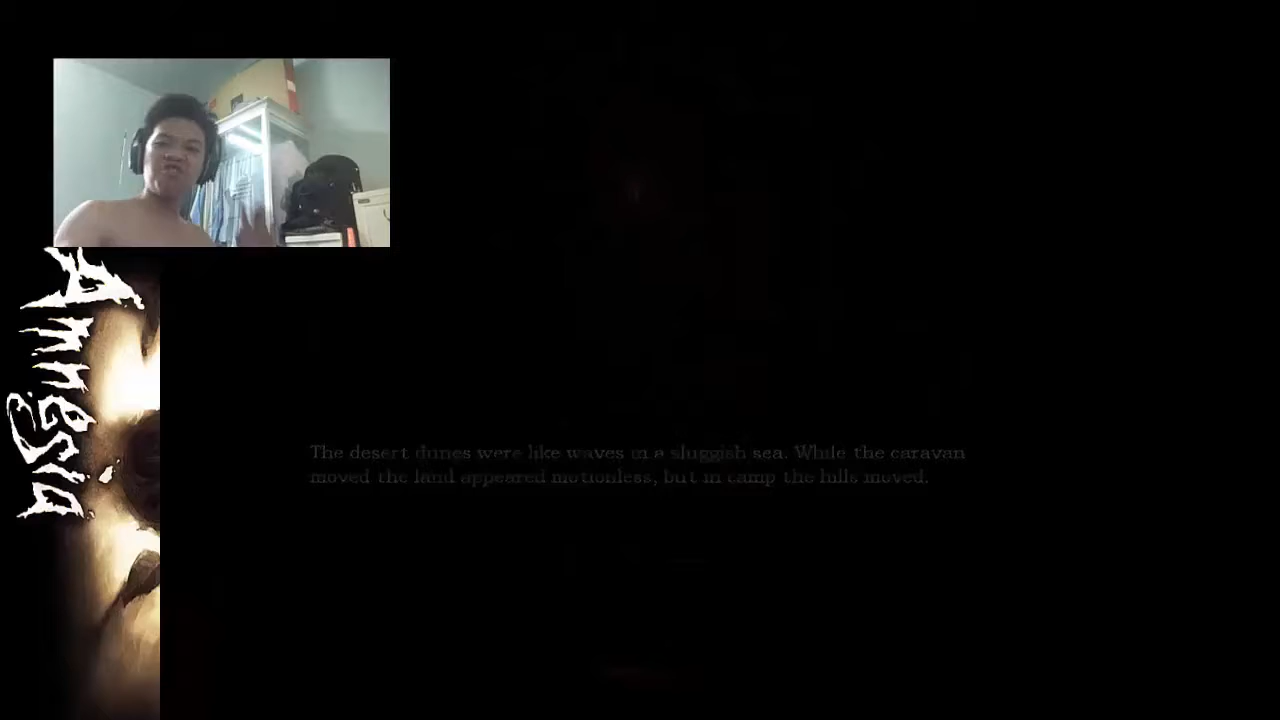 Amnesia
The desert dunes were like waves in a sluggish sea. While the caravan
moved the land appeared motionless, but in camp the hills moved.